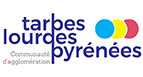 tarbes
lourdes
pyrénées
Communauté
d'agglomération